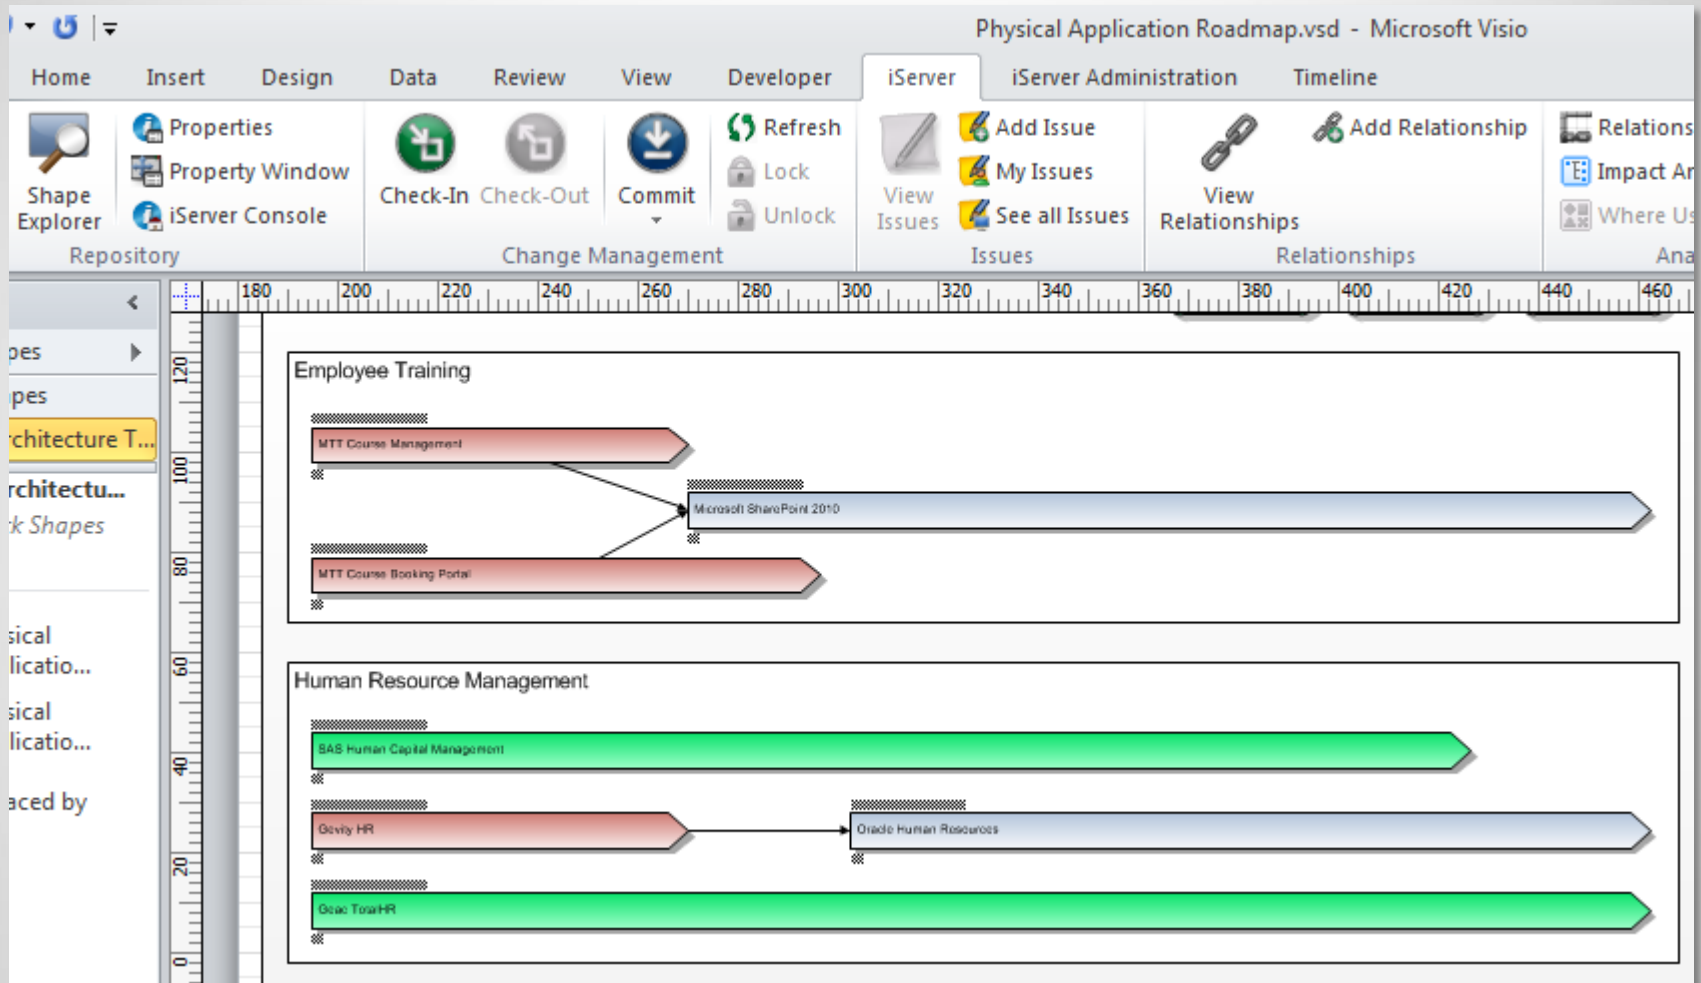 Physical Application Roadmap.vsd - Microsoft Visio
Home Insert Design Data Review View Developer iServer iServer Administration Timeline
Shape
Explorer
Properties
Property Window
iServer Console
Repository
Check-In Check-Out Commit
Refresh
Lock
Unlock
Change Management
View
Issues
Add Issue
My Issues
See all Issues
Issues
View
Relationships
Add Relationship
Relationships
Relations
Impact Ar
Where Us
Ana
180 200 220 240 260 280 300 320 340 360 380 400 420 440 460
120
100
80
60
40
20
0
pes
pes
chitecture T...
rchitectu...
k Shapes
sical
licatio...
sical
licatio...
aced by
Employee Training
MTT Course Management
Microsoft SharePoint 2010
MTT Course Booking Portal
Human Resource Management
SAS Human Capital Management
Gevity HR
Oracle Human Resources
Geac TotalHR